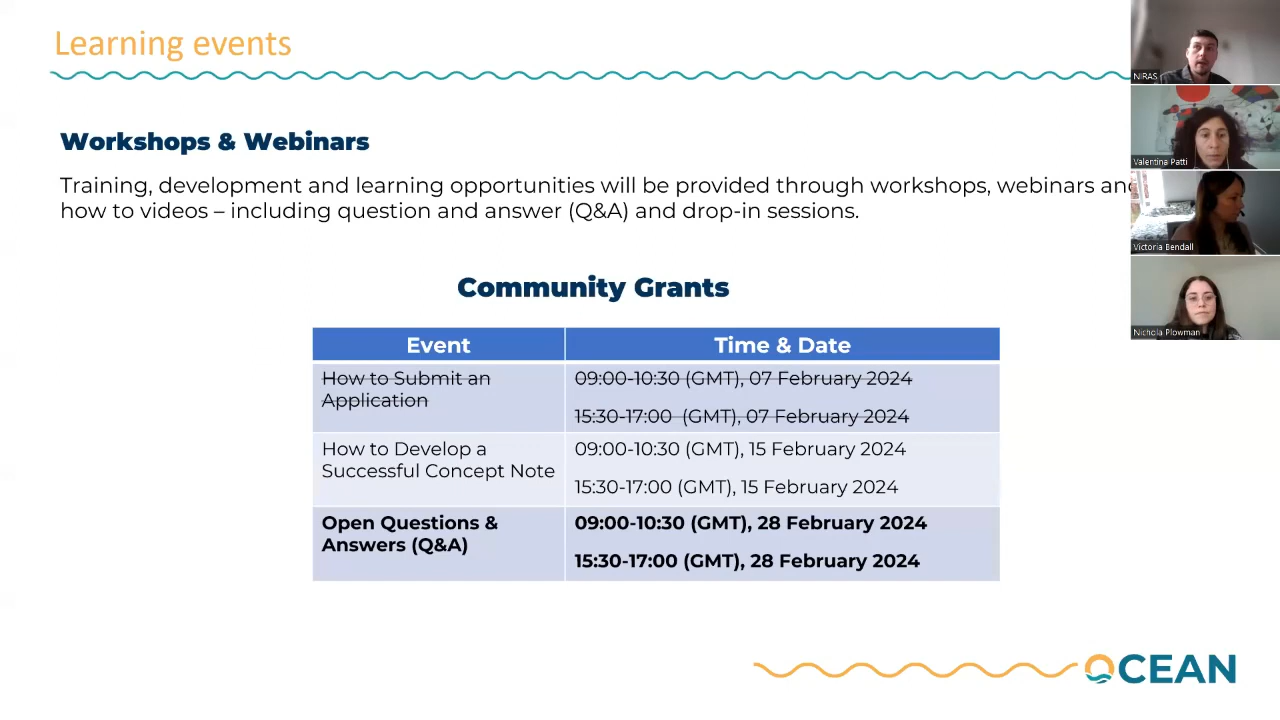 Learning events
Workshops & Webinars
Training, development and learning opportunities will be provided through workshops, webinars and
how to videos – including question and answer (Q&A) and drop-in sessions.
Community Grants
Event
Time & Date
How to Submit an
Application
09:00-10:30 (GMT), 07 February 2024
15:30-17:00 (GMT), 07 February 2024
How to Develop a
Successful Concept Note
09:00-10:30 (GMT), 15 February 2024
15:30-17:00 (GMT), 15 February 2024
Open Questions &
Answers (Q&A)
09:00-10:30 (GMT), 28 February 2024
15:30-17:00 (GMT), 28 February 2024
OCEAN
NIRAS
Valentina Patti
Victoria Bendall
Nichola Plowman